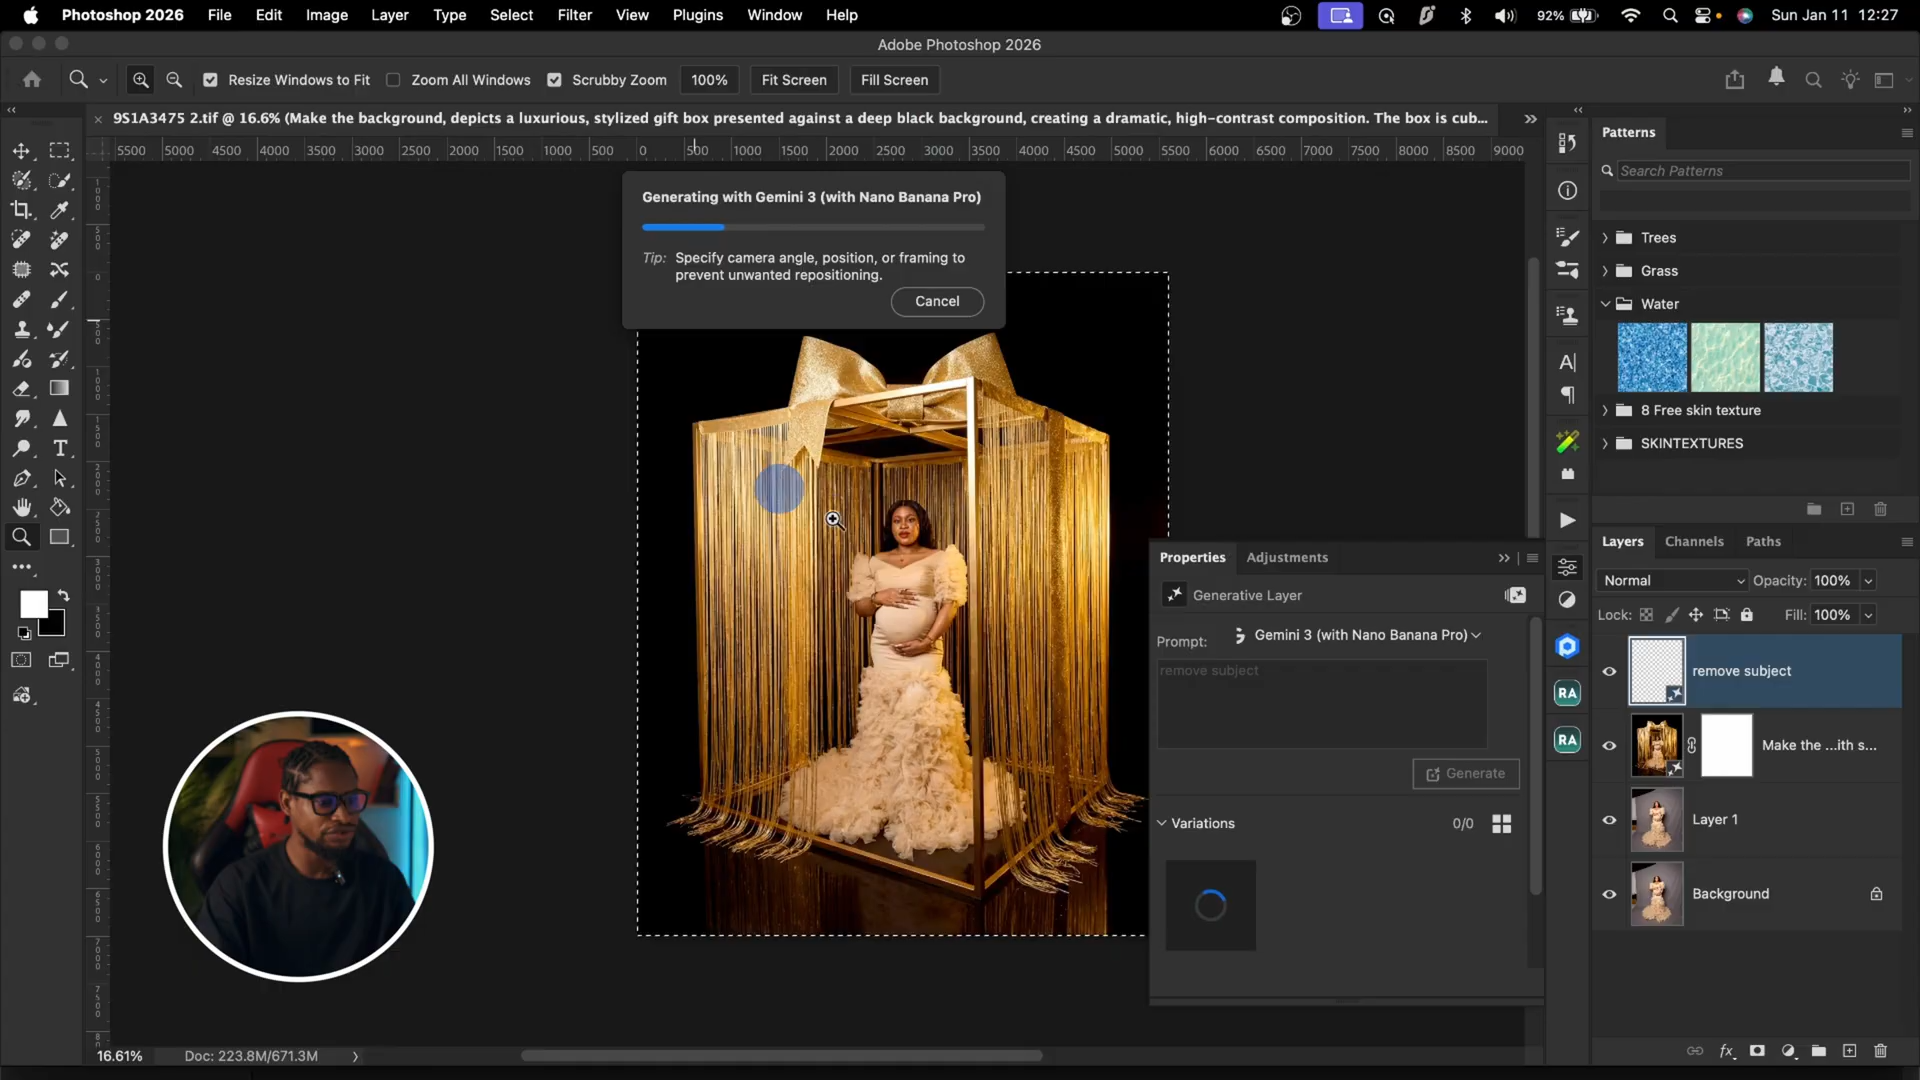 Photoshop 2026 File Edit Image Layer Type Select Filter View Plugins Window Help 92% Sun Jan 11 12:27
Adobe Photoshop 2026
Resize Windows to Fit Zoom All Windows Scrubby Zoom 100% Fit Screen Fill Screen
9S1A3475 2.tif @ 16.6% (Make the background, depicts a luxurious, stylized gift box presented against a deep black background, creating a dramatic, high-contrast composition. The box is cub...
5500 5000 4500 4000 3500 3000 2500 2000 1500 1000 500 0 500 1000 1500 2000 2500 3000 3500 4000 4500 5000 5500 6000 6500 7000 7500 8000 8500 9000
Generating with Gemini 3 (with Nano Banana Pro)
Tip: Specify camera angle, position, or framing to
prevent unwanted repositioning.
Cancel
Patterns
Search Patterns
Trees
Grass
Water
8 Free skin texture
SKINTEXTURES
Properties Adjustments
Generative Layer
Prompt: Gemini 3 (with Nano Banana Pro)
remove subject
Generate
Variations 0/0
RA
RA
Layers Channels Paths
Normal Opacity: 100%
Lock: Fill: 100%
remove subject
Make the ...ith s...
Layer 1
Background
fx
16.61% Doc: 223.8M/671.3M